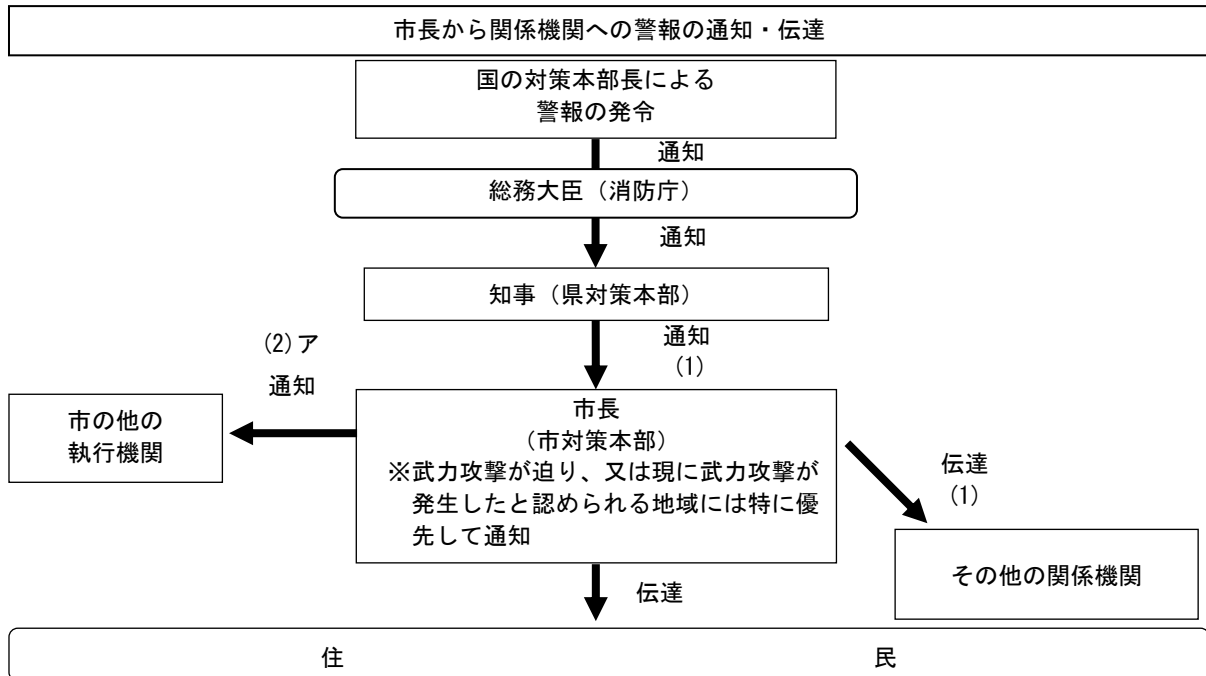 市長から関係機関への警報の通知・伝達
国の対策本部長による
警報の発令
通知
総務大臣（消防庁）
通知
知事（県対策本部）
通知
(1)
(2)ア
通知
市の他の
執行機関
市長
（市対策本部）
※武力攻撃が迫り、又は現に武力攻撃が
発生したと認められる地域には特に優
先して通知
伝達
(1)
その他の関係機関
伝達
住 民